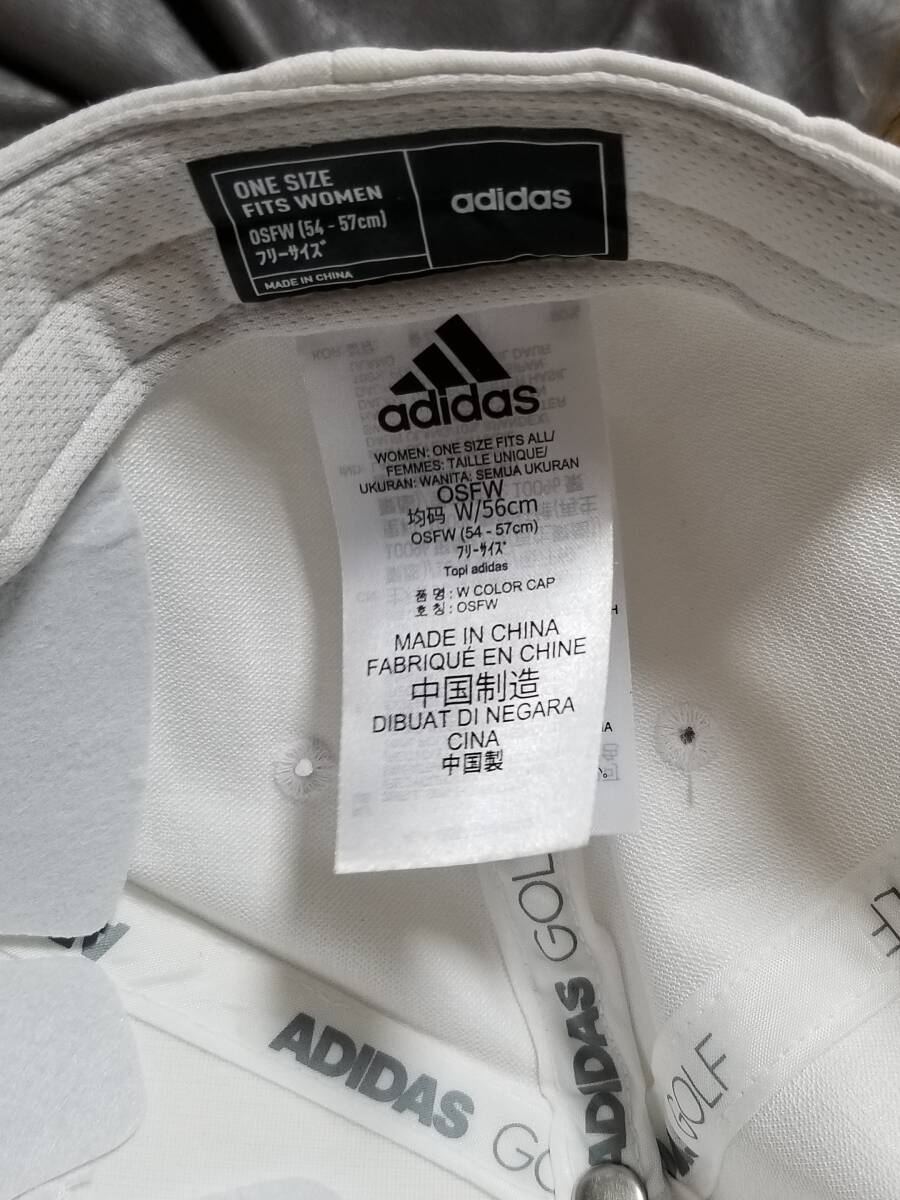 ONE SIZE
FITS WOMEN
OSFW (54 - 57cm)
フリーサイズ
MADE IN CHINA
adidas
adidas
WOMEN: ONE SIZE FITS ALL/
FEMMES: TAILLE UNIQUE/
UKURAN: WANITA: SEMUA UKURAN
OSFW
均码 W/56cm
OSFW (54 - 57cm)
フリーサイズ
Topi adidas
품 명 : W COLOR CAP
호 칭 : OSFW
MADE IN CHINA
FABRIQUÉ EN CHINE
中国制造
DIBUAT DI NEGARA
CINA
中国製
ADIDAS GO
ADIDAS GOL
GOLF